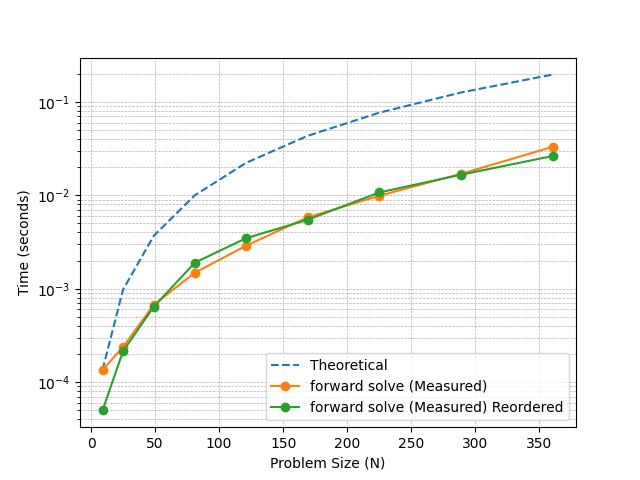 10⁻¹
10⁻²
10⁻³
10⁻⁴
Time (seconds)
Theoretical
forward solve (Measured)
forward solve (Measured) Reordered
0 50 100 150 200 250 300 350
Problem Size (N)